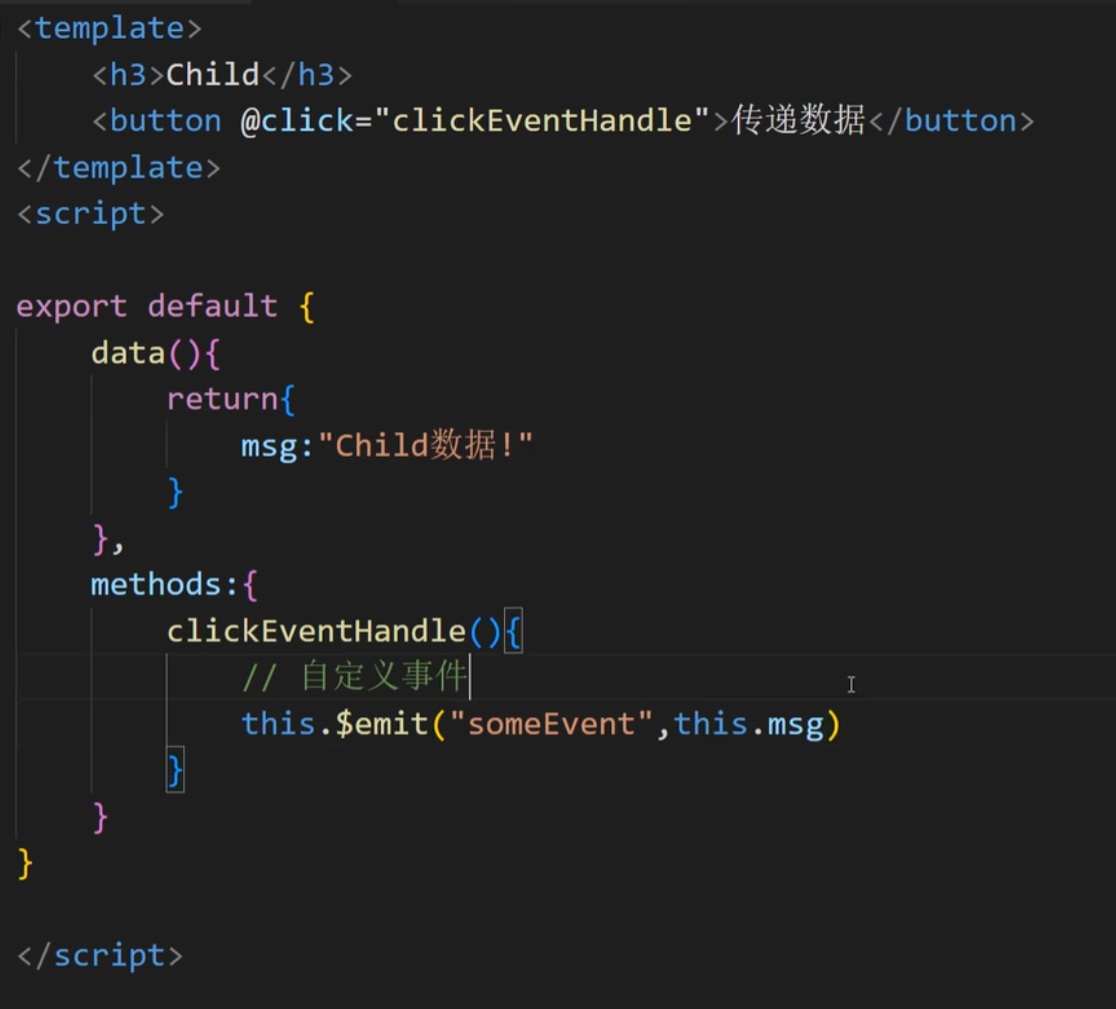 <template>
    <h3>Child</h3>
    <button @click="clickEventHandle">传递数据</button>
</template>
<script>
export default {
    data(){
        return{
            msg:"Child数据!"
        }
    },
    methods:{
        clickEventHandle(){
            // 自定义事件
            this.$emit("someEvent",this.msg)
        }
    }
}
</script>